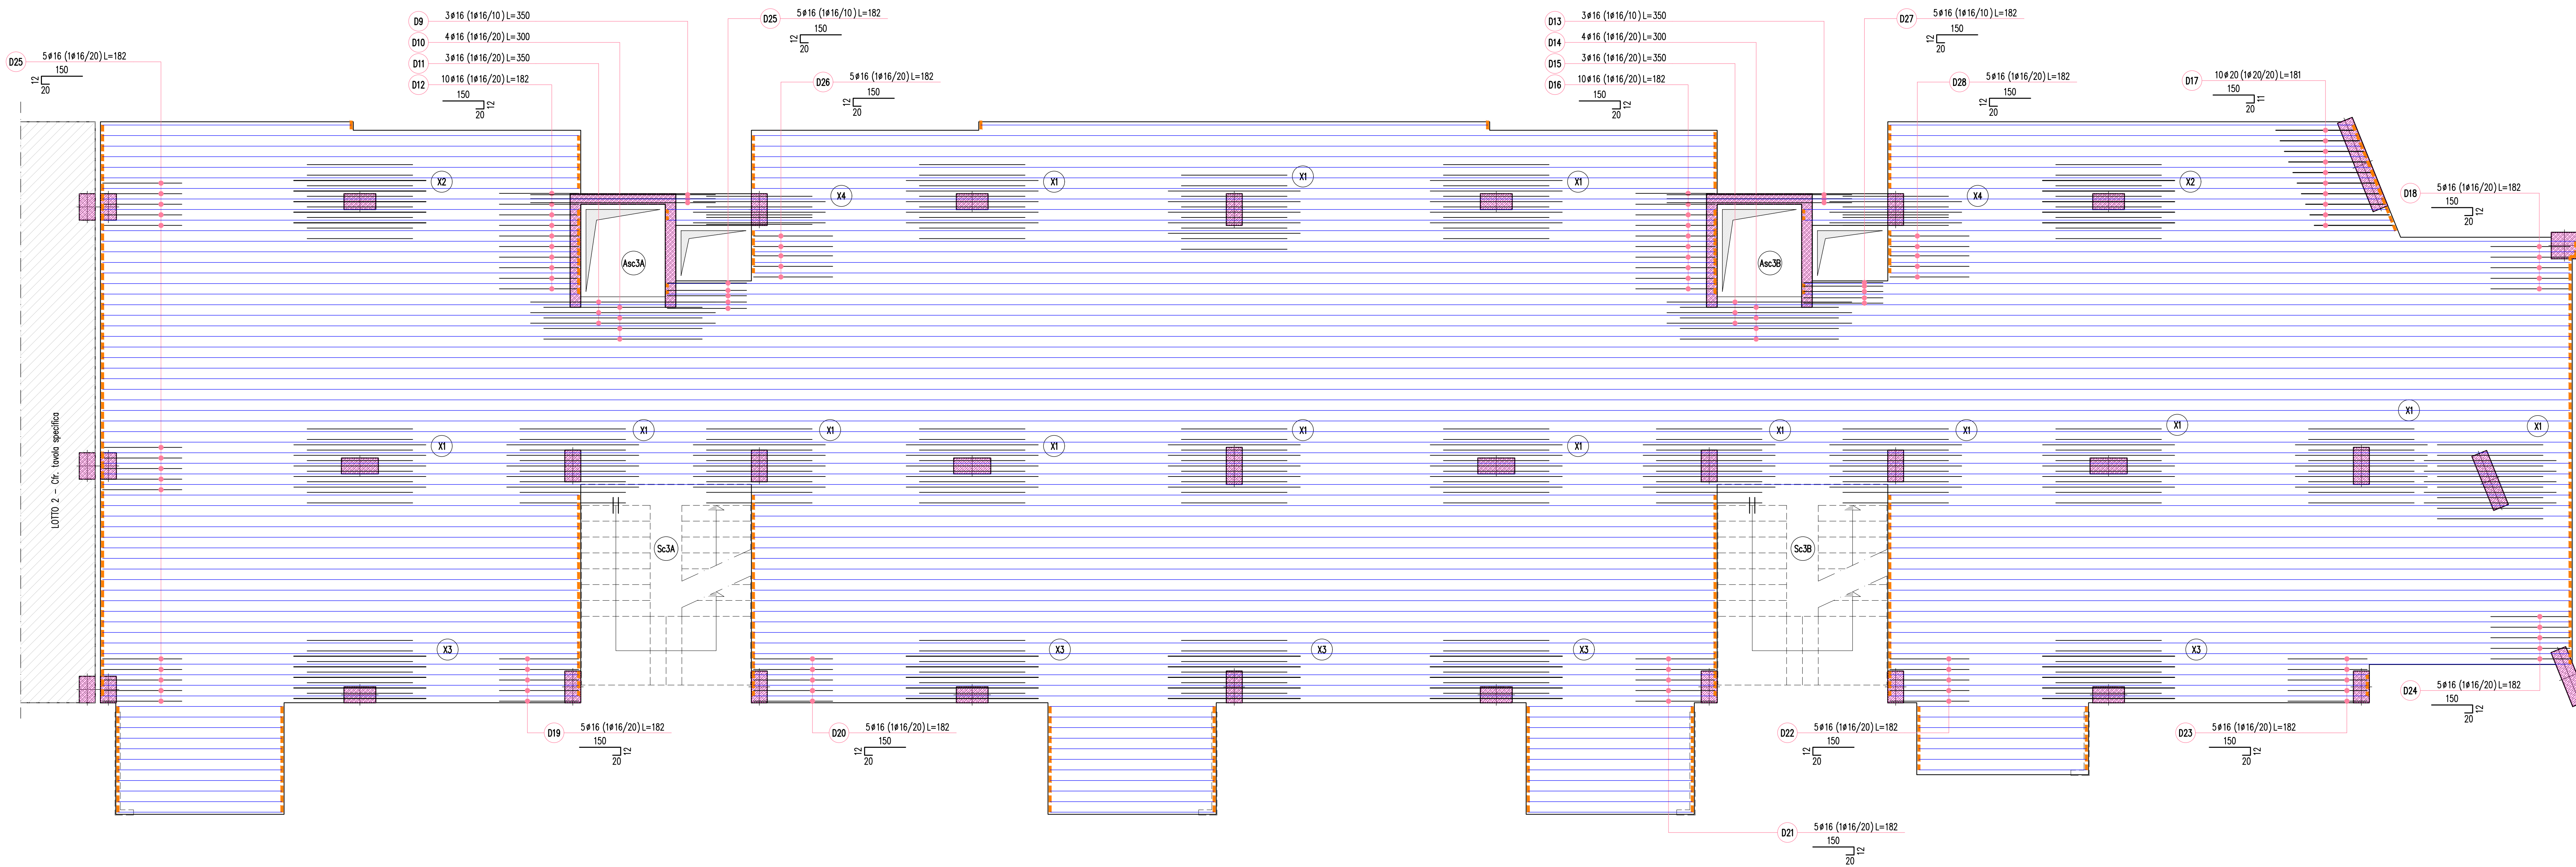 D25 5ø16 (1ø16/20) L=182
150
12
20
D9 3ø16 (1ø16/10) L=350
D10 4ø16 (1ø16/20) L=300
D11 3ø16 (1ø16/20) L=350
D12 10ø16 (1ø16/20) L=182
150
12
20
D25 5ø16 (1ø16/10) L=182
150
12
20
D26 5ø16 (1ø16/20) L=182
150
12
20
D13 3ø16 (1ø16/10) L=350
D14 4ø16 (1ø16/20) L=300
D15 3ø16 (1ø16/20) L=350
D16 10ø16 (1ø16/20) L=182
150
12
20
D27 5ø16 (1ø16/10) L=182
150
12
20
D28 5ø16 (1ø16/20) L=182
150
12
20
D17 10ø20 (1ø20/20) L=181
150
11
20
D18 5ø16 (1ø16/20) L=182
150
12
20
X2
X4
X1
X1
X1
X4
X2
Asc3A
Asc3B
LOTTO 2 - Cfr. tavola specifica
X1
X1
X1
X1
X1
X1
X1
X1
X1
X1
X1
Sc3A
Sc3B
X3
X3
X3
X3
X3
D19 5ø16 (1ø16/20) L=182
150
12
20
D20 5ø16 (1ø16/20) L=182
150
12
20
D22 5ø16 (1ø16/20) L=182
150
12
20
D23 5ø16 (1ø16/20) L=182
150
12
20
D24 5ø16 (1ø16/20) L=182
150
12
20
D21 5ø16 (1ø16/20) L=182
150
12
20